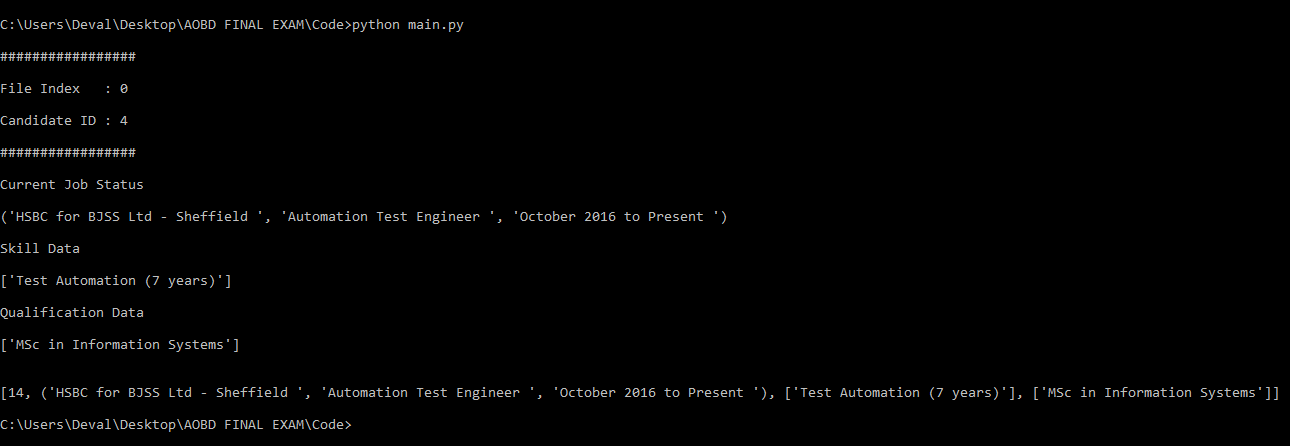 C:\Users\Deval\Desktop\AOBD FINAL EXAM\Code>python main.py
#################
File Index   : 0
Candidate ID : 4
#################
Current Job Status
('HSBC for BJSS Ltd - Sheffield ', 'Automation Test Engineer ', 'October 2016 to Present ')
Skill Data
['Test Automation (7 years)']
Qualification Data
['MSc in Information Systems']
[14, ('HSBC for BJSS Ltd - Sheffield ', 'Automation Test Engineer ', 'October 2016 to Present '), ['Test Automation (7 years)'], ['MSc in Information Systems']]
C:\Users\Deval\Desktop\AOBD FINAL EXAM\Code>